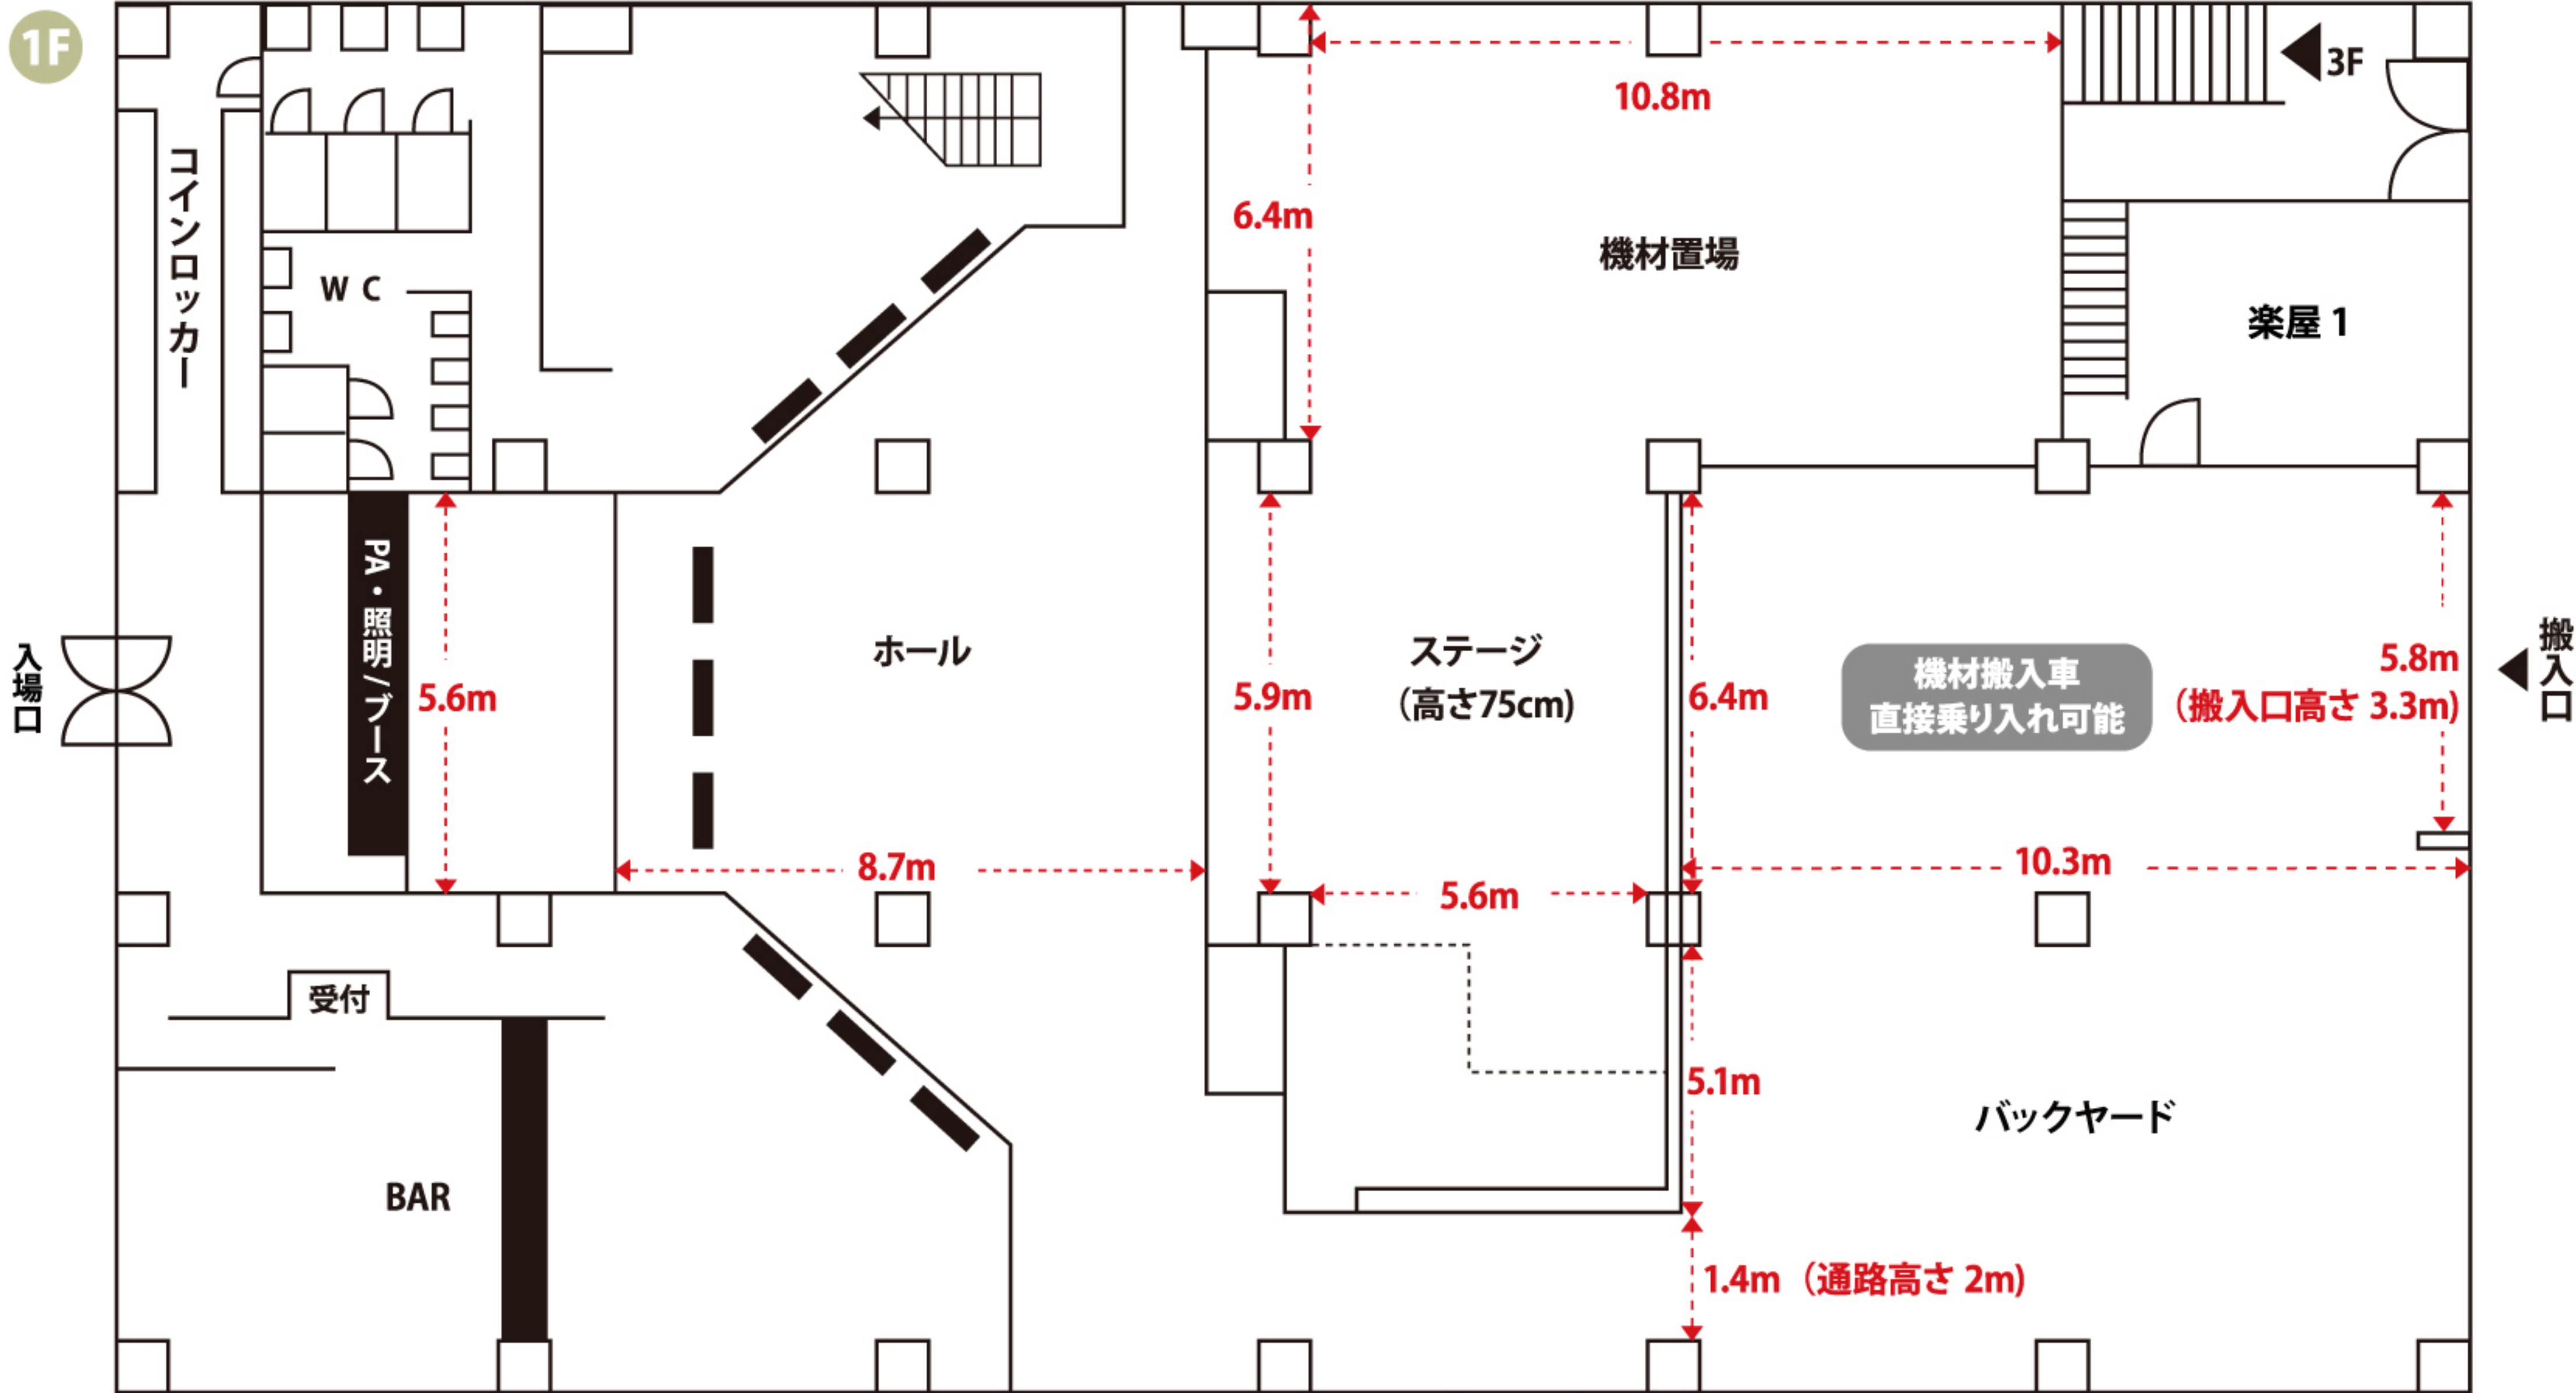 1F
3F
10.8m
コインロッカー
6.4m
機材置場
WC
楽屋 1
PA・照明/ブース
入場口
ホール
ステージ
(高さ75cm)
5.6m
5.9m
6.4m
機材搬入車
直接乗り入れ可能
5.8m
(搬入口高さ 3.3m)
搬入口
8.7m
5.6m
10.3m
受付
5.1m
バックヤード
BAR
1.4m (通路高さ 2m)